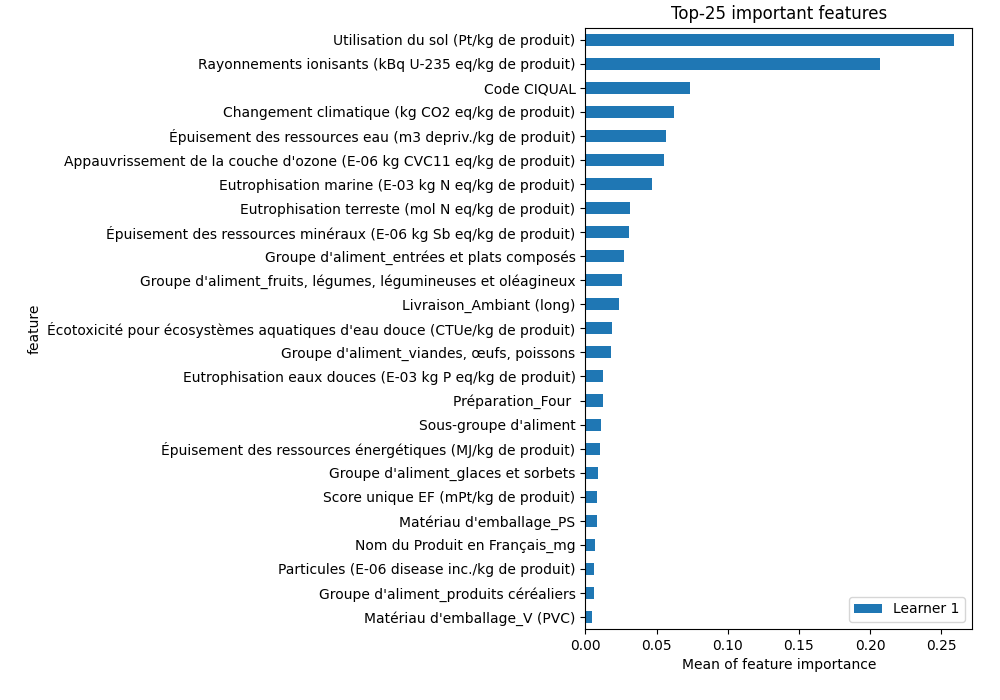 Top-25 important features
Utilisation du sol (Pt/kg de produit)
Rayonnements ionisants (kBq U-235 eq/kg de produit)
Code CIQUAL
Changement climatique (kg CO2 eq/kg de produit)
Épuisement des ressources eau (m3 depriv./kg de produit)
Appauvrissement de la couche d'ozone (E-06 kg CVC11 eq/kg de produit)
Eutrophisation marine (E-03 kg N eq/kg de produit)
Eutrophisation terreste (mol N eq/kg de produit)
Épuisement des ressources minéraux (E-06 kg Sb eq/kg de produit)
Groupe d'aliment_entrées et plats composés
Groupe d'aliment_fruits, légumes, légumineuses et oléagineux
Livraison_Ambiant (long)
Écotoxicité pour écosystèmes aquatiques d'eau douce (CTUe/kg de produit)
Groupe d'aliment_viandes, œufs, poissons
Eutrophisation eaux douces (E-03 kg P eq/kg de produit)
Préparation_Four
Sous-groupe d'aliment
Épuisement des ressources énergétiques (MJ/kg de produit)
Groupe d'aliment_glaces et sorbets
Score unique EF (mPt/kg de produit)
Matériau d'emballage_PS
Nom du Produit en Français_mg
Particules (E-06 disease inc./kg de produit)
Groupe d'aliment_produits céréaliers
Matériau d'emballage_V (PVC)
feature
Learner 1
0.00 0.05 0.10 0.15 0.20 0.25
Mean of feature importance